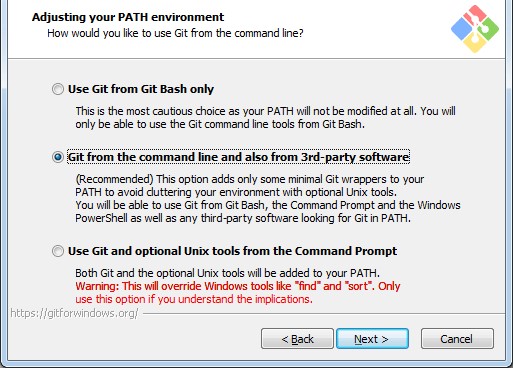 Adjusting your PATH environment
How would you like to use Git from the command line?
Use Git from Git Bash only
This is the most cautious choice as your PATH will not be modified at all. You will
only be able to use the Git command line tools from Git Bash.
Git from the command line and also from 3rd-party software
(Recommended) This option adds only some minimal Git wrappers to your
PATH to avoid cluttering your environment with optional Unix tools.
You will be able to use Git from Git Bash, the Command Prompt and the Windows
PowerShell as well as any third-party software looking for Git in PATH.
Use Git and optional Unix tools from the Command Prompt
Both Git and the optional Unix tools will be added to your PATH.
Warning: This will override Windows tools like "find" and "sort". Only
use this option if you understand the implications.
https://gitforwindows.org/
< Back
Next >
Cancel